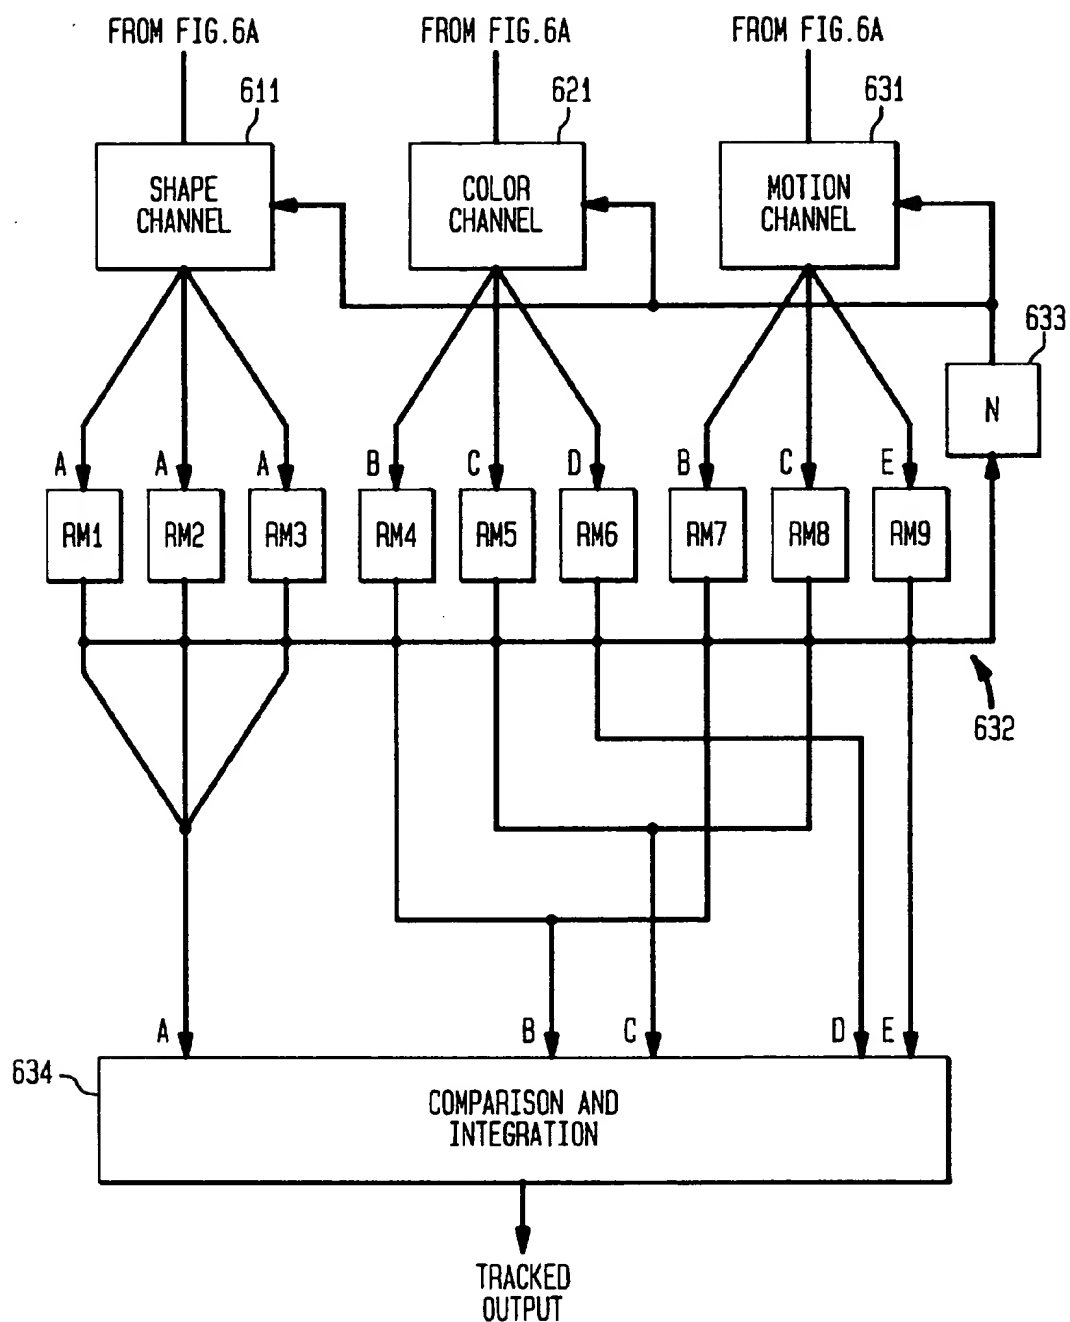 FROM FIG.6A
FROM FIG.6A
FROM FIG.6A
611
621
631
SHAPE
CHANNEL
COLOR
CHANNEL
MOTION
CHANNEL
633
N
A
A
A
B
C
D
B
C
E
RM1
RM2
RM3
RM4
RM5
RM6
RM7
RM8
RM9
632
A
B
C
D
E
634
COMPARISON AND
INTEGRATION
TRACKED
OUTPUT